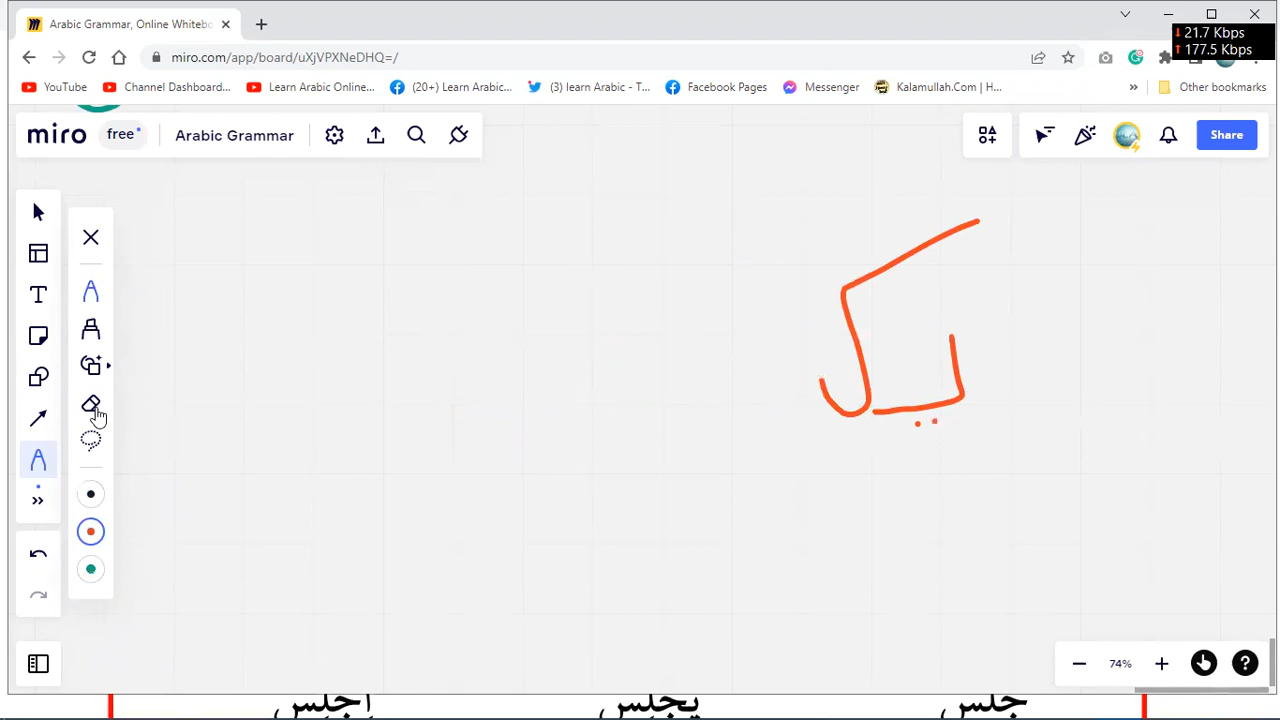 Arabic Grammar, Online Whitebo
21.7 Kbps
177.5 Kbps
miro.com/app/board/uXjVPXNeDHQ=/
YouTube Channel Dashboard... Learn Arabic Online... (20+) Learn Arabic... (3) learn Arabic - T... Facebook Pages Messenger Kalamullah.Com | H... » Other bookmarks
miro free Arabic Grammar Share
74%
جلس يجلس اجلس